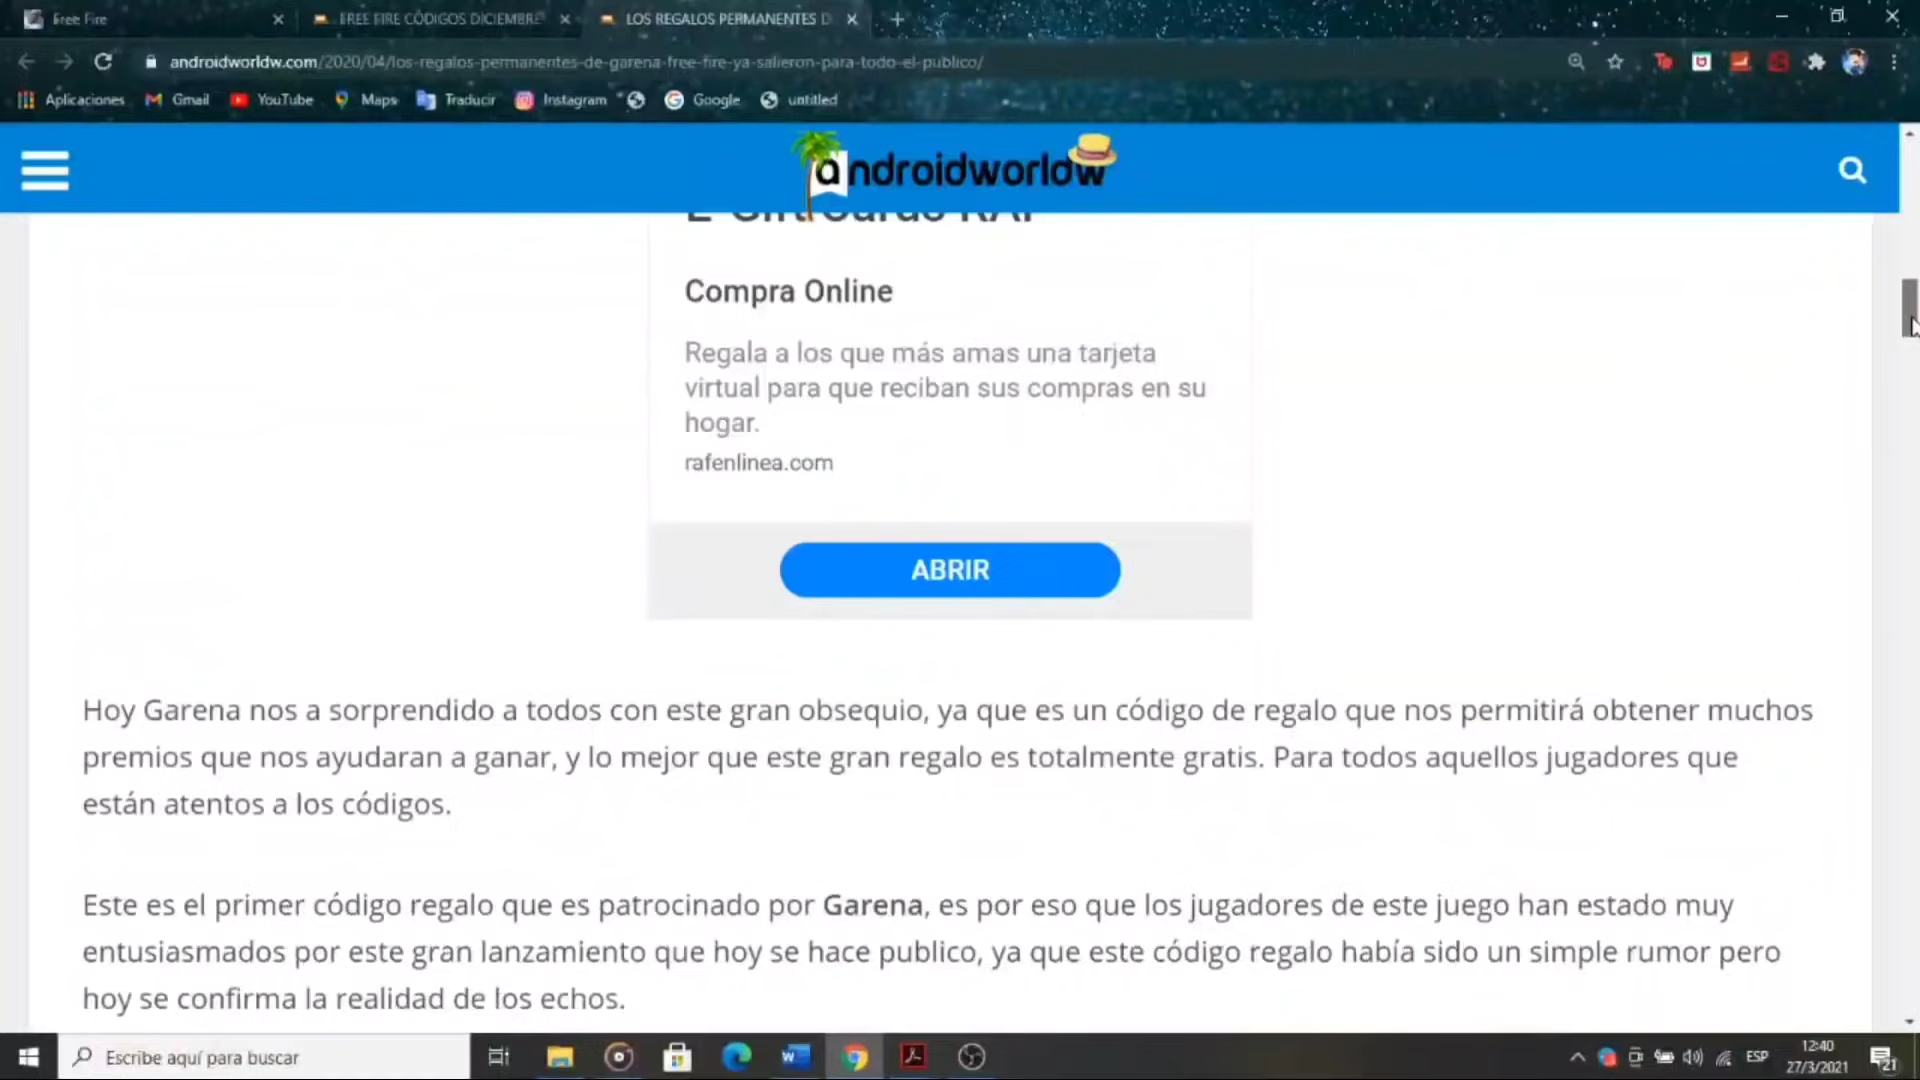 Free Fire
FREE FIRE CÓDIGOS DICIEMBRE
LOS REGALOS PERMANENTES D
androidworldw.com/2020/04/los-regalos-permanentes-de-garena-free-fire-ya-salieron-para-todo-el-publico/
Aplicaciones
Gmail
YouTube
Maps
Traducir
Instagram
Google
untitled
androidworldw
Compra Online
Regala a los que más amas una tarjeta
virtual para que reciban sus compras en su
hogar.
rafenlinea.com
ABRIR
Hoy Garena nos a sorprendido a todos con este gran obsequio, ya que es un código de regalo que nos permitirá obtener muchos
premios que nos ayudaran a ganar, y lo mejor que este gran regalo es totalmente gratis. Para todos aquellos jugadores que
están atentos a los códigos.
Este es el primer código regalo que es patrocinado por Garena, es por eso que los jugadores de este juego han estado muy
entusiasmados por este gran lanzamiento que hoy se hace publico, ya que este código regalo había sido un simple rumor pero
hoy se confirma la realidad de los echos.
Escribe aquí para buscar
ESP
12:40
27/3/2021
21